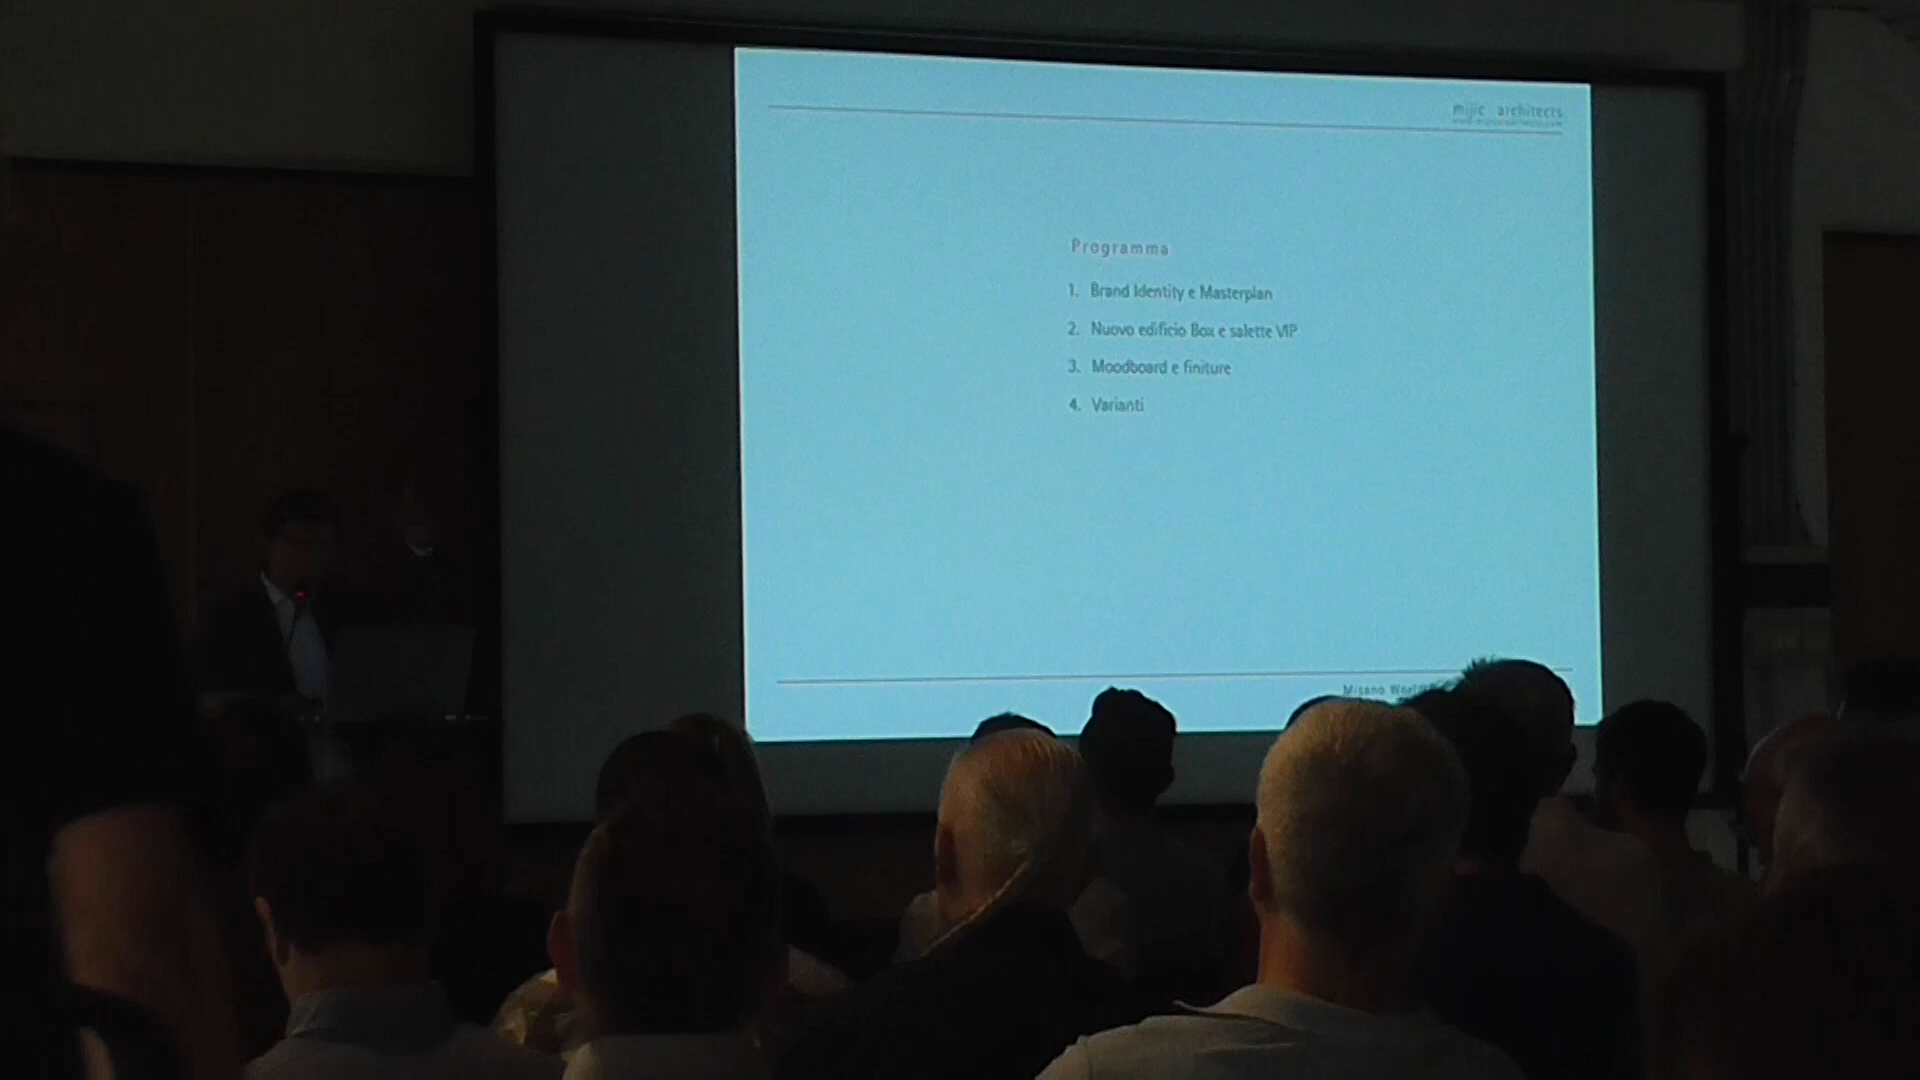 mijic architects
Programma
1. Brand Identity e Masterplan
2. Nuovo edificio Box e salette VIP
3. Moodboard e finiture
4. Varianti
Misano World